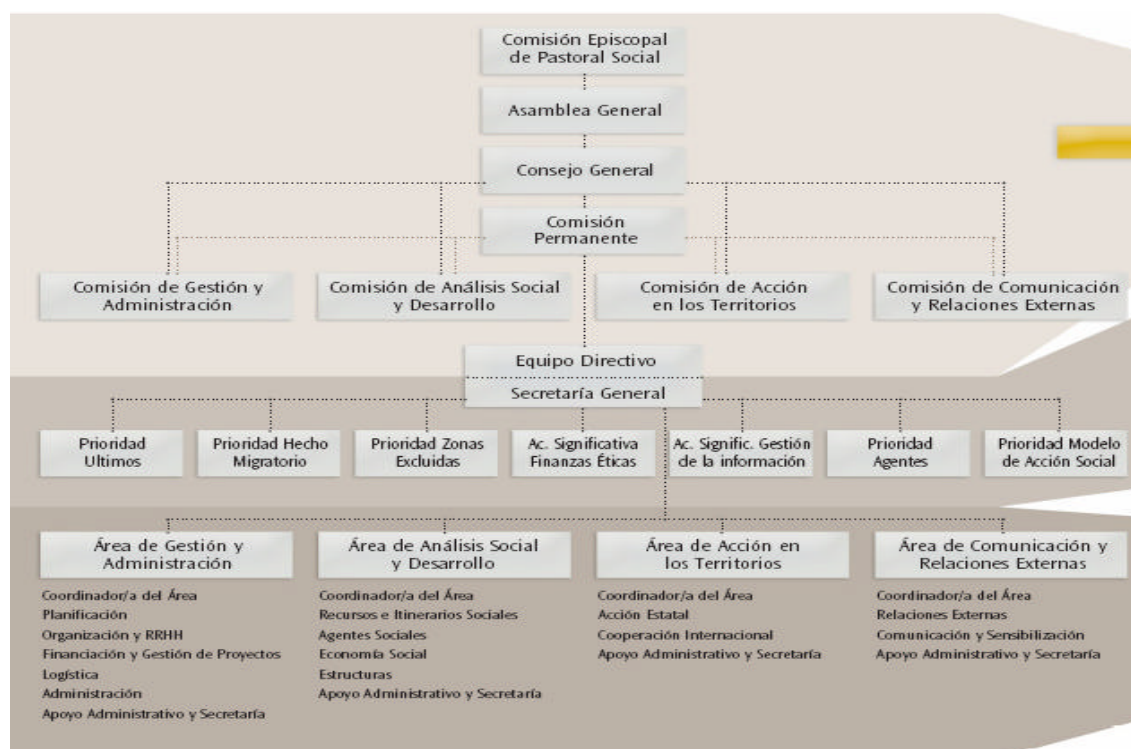 Comisión Episcopal
de Pastoral Social
Asamblea General
Consejo General
Comisión
Permanente
Comisión de Gestión y
Administración
Comisión de Análisis Social
y Desarrollo
Comisión de Acción
en los Territorios
Comisión de Comunicación
y Relaciones Externas
Equipo Directivo
Secretaría General
Prioridad
Ultimos
Prioridad Hecho
Migratorio
Prioridad Zonas
Excluidas
Ac. Significativa
Finanzas Éticas
Ac. Signific. Gestión
de la información
Prioridad
Agentes
Prioridad Modelo
de Acción Social
Área de Gestión y
Administración
Coordinador/a del Área
Planificación
Organización y RRHH
Financiación y Gestión de Proyectos
Logística
Administración
Apoyo Administrativo y Secretaría
Área de Análisis Social
y Desarrollo
Coordinador/a del Área
Recursos e Itinerarios Sociales
Agentes Sociales
Economía Social
Estructuras
Apoyo Administrativo y Secretaría
Área de Acción en
los Territorios
Coordinador/a del Área
Acción Estatal
Cooperación Internacional
Apoyo Administrativo y Secretaría
Área de Comunicación y
Relaciones Externas
Coordinador/a del Área
Relaciones Externas
Comunicación y Sensibilización
Apoyo Administrativo y Secretaría